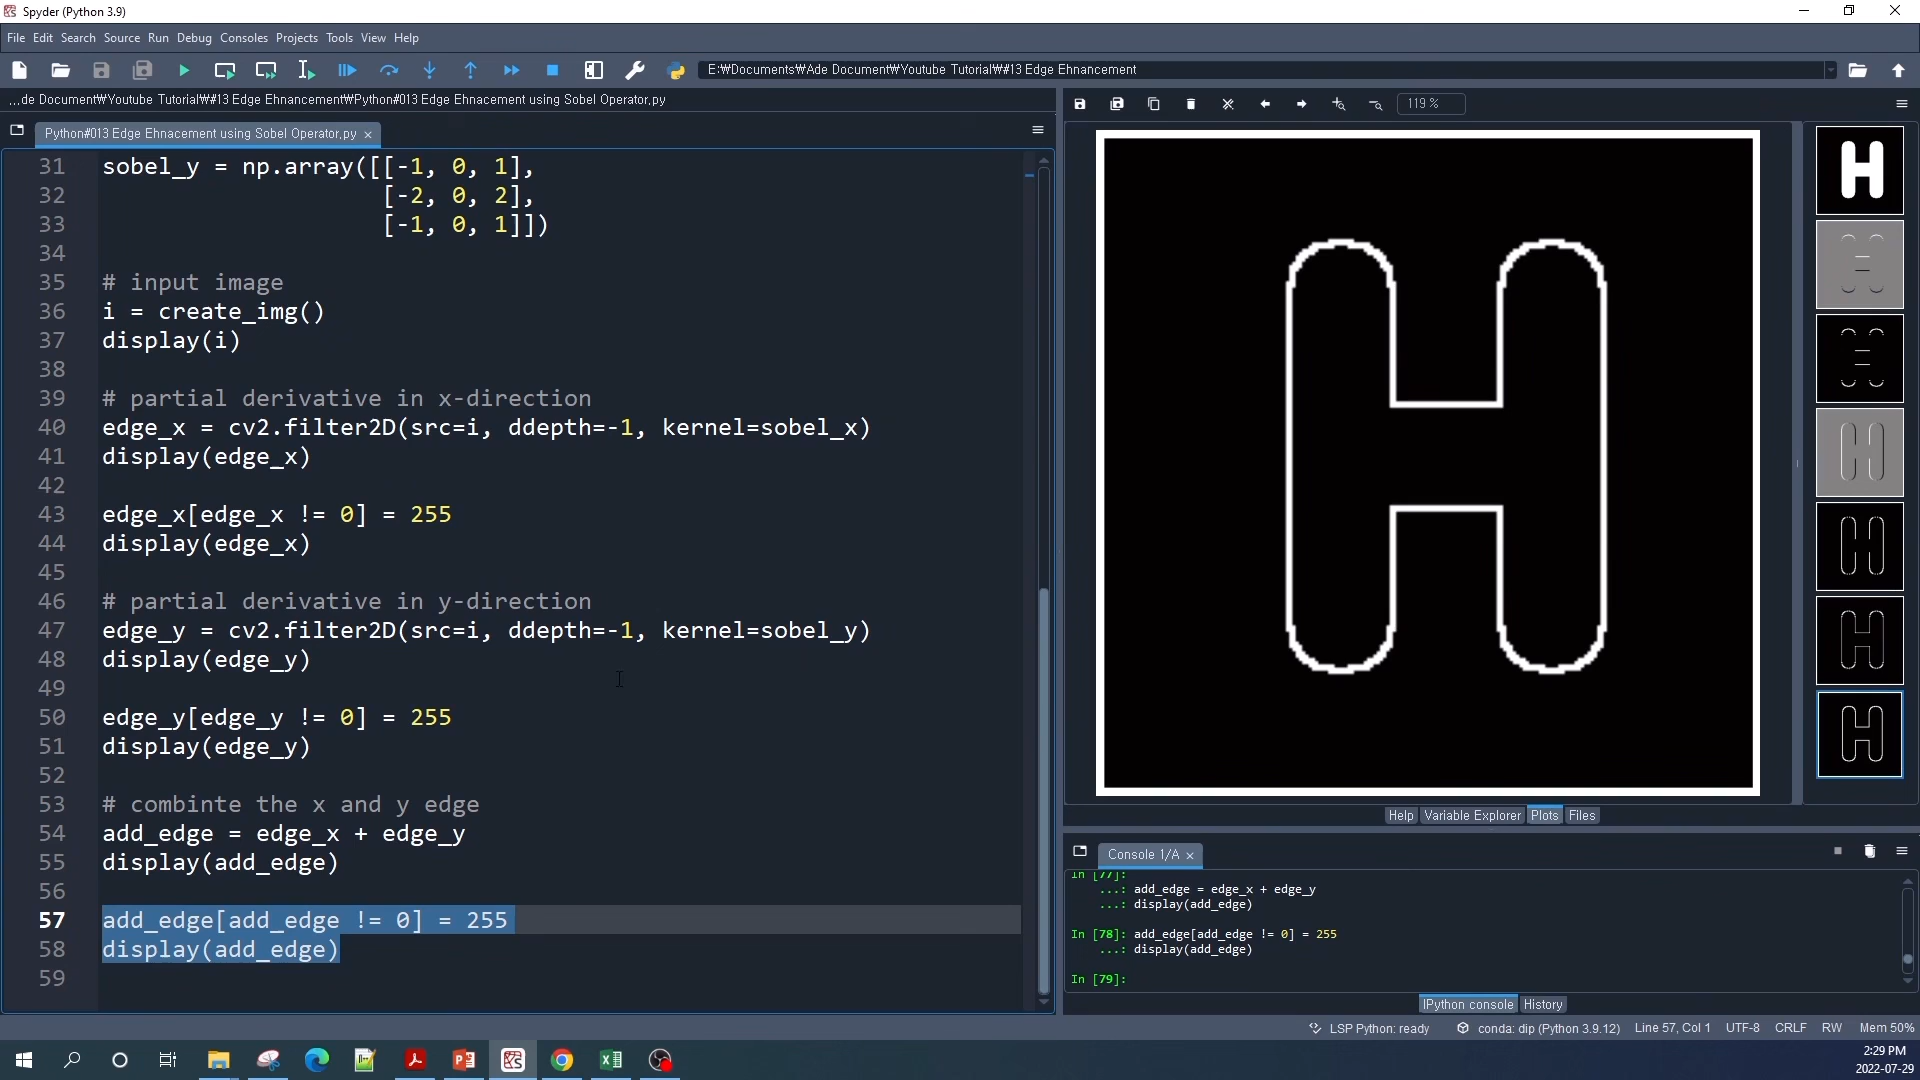 Spyder (Python 3.9)
File Edit Search Source Run Debug Consoles Projects Tools View Help
E:₩Documents₩Ade Document₩Youtube Tutorial₩#13 Edge Ehnancement
...de Document₩Youtube Tutorial₩#13 Edge Ehnancement₩Python#013 Edge Ehnacement using Sobel Operator.py
Python#013 Edge Ehnacement using Sobel Operator.py
119 %
31 sobel_y = np.array([[-1, 0, 1],
32 [-2, 0, 2],
33 [-1, 0, 1]])
34
35 # input image
36 i = create_img()
37 display(i)
38
39 # partial derivative in x-direction
40 edge_x = cv2.filter2D(src=i, ddepth=-1, kernel=sobel_x)
41 display(edge_x)
42
43 edge_x[edge_x != 0] = 255
44 display(edge_x)
45
46 # partial derivative in y-direction
47 edge_y = cv2.filter2D(src=i, ddepth=-1, kernel=sobel_y)
48 display(edge_y)
49
50 edge_y[edge_y != 0] = 255
51 display(edge_y)
52
53 # combinte the x and y edge
54 add_edge = edge_x + edge_y
55 display(add_edge)
56
57 add_edge[add_edge != 0] = 255
58 display(add_edge)
59
H
Help Variable Explorer Plots Files
Console 1/A
In [77]:
...: add_edge = edge_x + edge_y
...: display(add_edge)
In [78]: add_edge[add_edge != 0] = 255
...: display(add_edge)
In [79]:
IPython console History
LSP Python: ready conda: dip (Python 3.9.12) Line 57, Col 1 UTF-8 CRLF RW Mem 50%
2:29 PM
2022-07-29